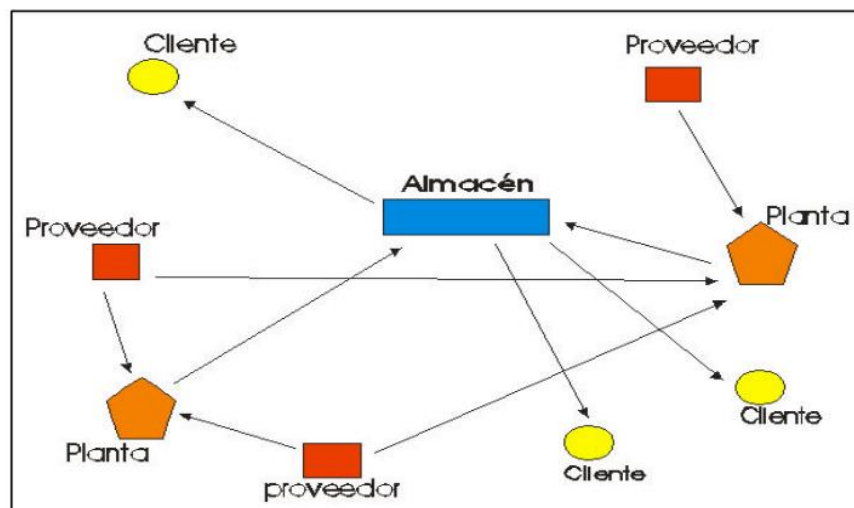 Cliente
Proveedor
Almacén
Planta
Proveedor
Cliente
Planta
Cliente
proveedor